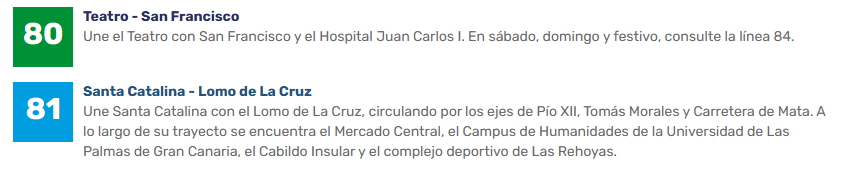 80
Teatro - San Francisco
Une el Teatro con San Francisco y el Hospital Juan Carlos I. En sábado, domingo y festivo, consulte la línea 84.
81
Santa Catalina - Lomo de La Cruz
Une Santa Catalina con el Lomo de La Cruz, circulando por los ejes de Pío XII, Tomás Morales y Carretera de Mata. A
lo largo de su trayecto se encuentra el Mercado Central, el Campus de Humanidades de la Universidad de Las
Palmas de Gran Canaria, el Cabildo Insular y el complejo deportivo de Las Rehoyas.